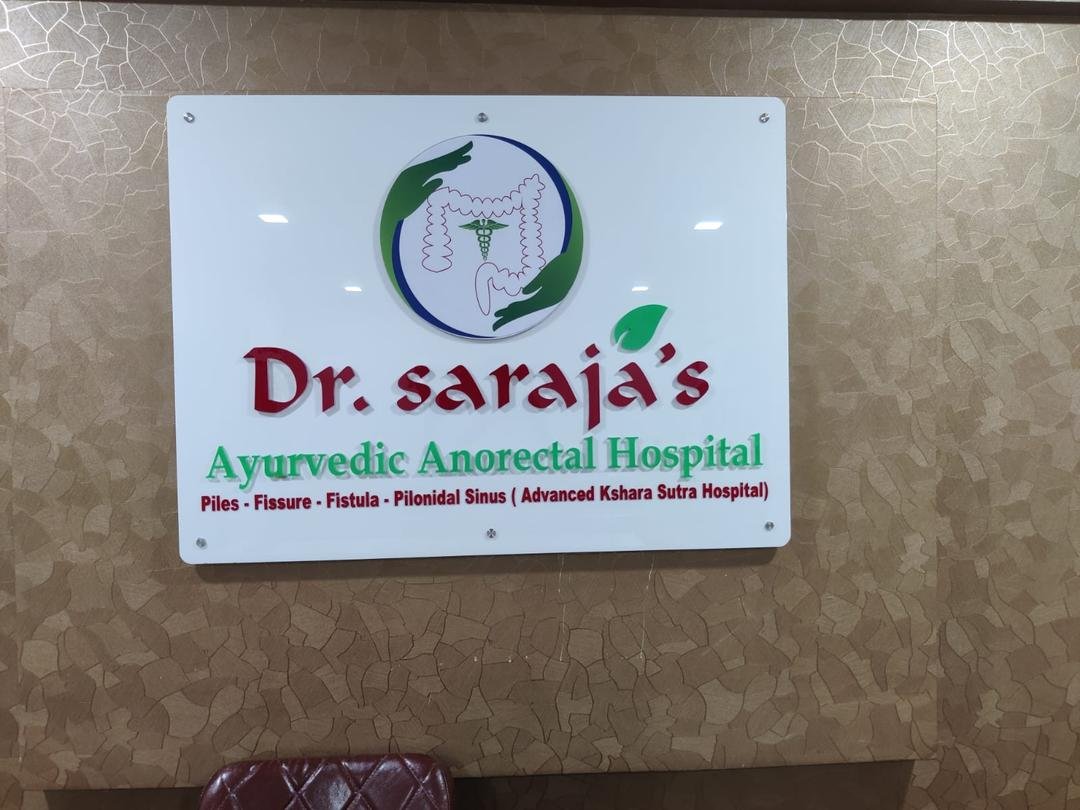 Dr. saraja's
Ayurvedic Anorectal Hospital
Piles - Fissure - Fistula - Pilonidal Sinus ( Advanced Kshara Sutra Hospital)